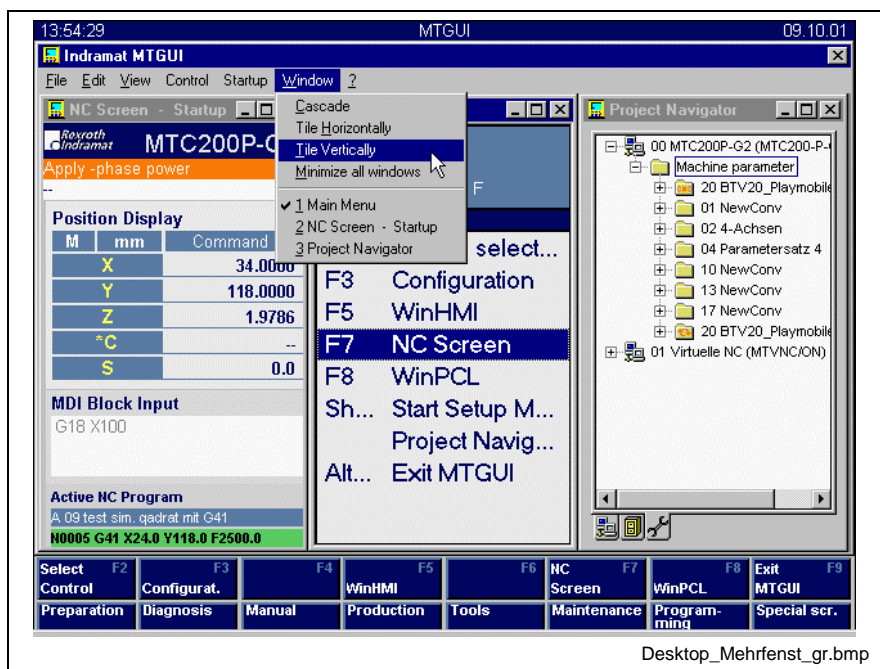 13:54:29 MTGUI 09.10.01
Indramat MTGUI
File Edit View Control Startup Window ?
NC Screen - Startup
Rexroth
Indramat
MTC200P-G
Apply -phase power
--
Position Display
M mm Command
X 34.0000
Y 118.0000
Z 1.9786
*C --
S 0.0
MDI Block Input
G18 X100
Active NC Program
A 09 test sim. qadrat mit G41
N0005 G41 X24.0 Y118.0 F2500.0
Cascade
Tile Horizontally
Tile Vertically
Minimize all windows
1 Main Menu
2 NC Screen - Startup
3 Project Navigator
F
select...
F3 Configuration
F5 WinHMI
F7 NC Screen
F8 WinPCL
Sh... Start Setup M...
Project Navig...
Alt... Exit MTGUI
Project Navigator
00 MTC200P-G2 (MTC200-P-
Machine parameter
20 BTV20_Playmobile
01 NewConv
02 4-Achsen
04 Parametersatz 4
10 NewConv
13 NewConv
17 NewConv
20 BTV20_Playmobile
01 Virtuelle NC (MTVNC/ON)
Select Control F2
Configurat. F3
F4
WinHMI F5
F6
NC Screen F7
WinPCL F8
Exit MTGUI F9
Preparation Diagnosis Manual Production Tools Maintenance Program-
ming Special scr.
Desktop_Mehrfenst_gr.bmp